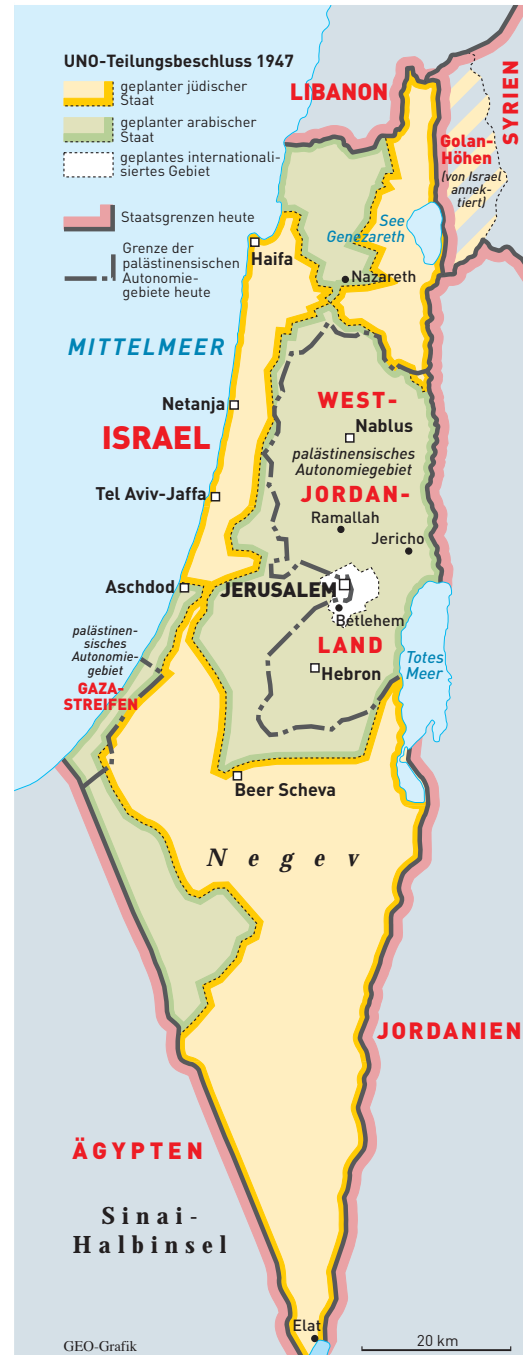 UNO-Teilungsbeschluss 1947
geplanter jüdischer
Staat
geplanter arabischer
Staat
geplantes internationali-
siertes Gebiet
Staatsgrenzen heute
Grenze der
palästinensischen
Autonomie-
gebiete heute
LIBANON
SYRIEN
Golan-
Höhen
(von Israel
annek-
tiert)
See
Genezareth
Haifa
Nazareth
MITTELMEER
WEST-
Netanja
Nablus
ISRAEL
palästinensisches
Autonomiegebiet
JORDAN-
Tel Aviv-Jaffa
Ramallah
Jericho
Aschdod
JERUSALEM
Betlehem
palästinen-
sisches
Autonomie-
gebiet
LAND
GAZA-
STREIFEN
Hebron
Totes
Meer
Beer Scheva
Negev
JORDANIEN
ÄGYPTEN
Sinai-
Halbinsel
Elat
GEO-Grafik
20 km